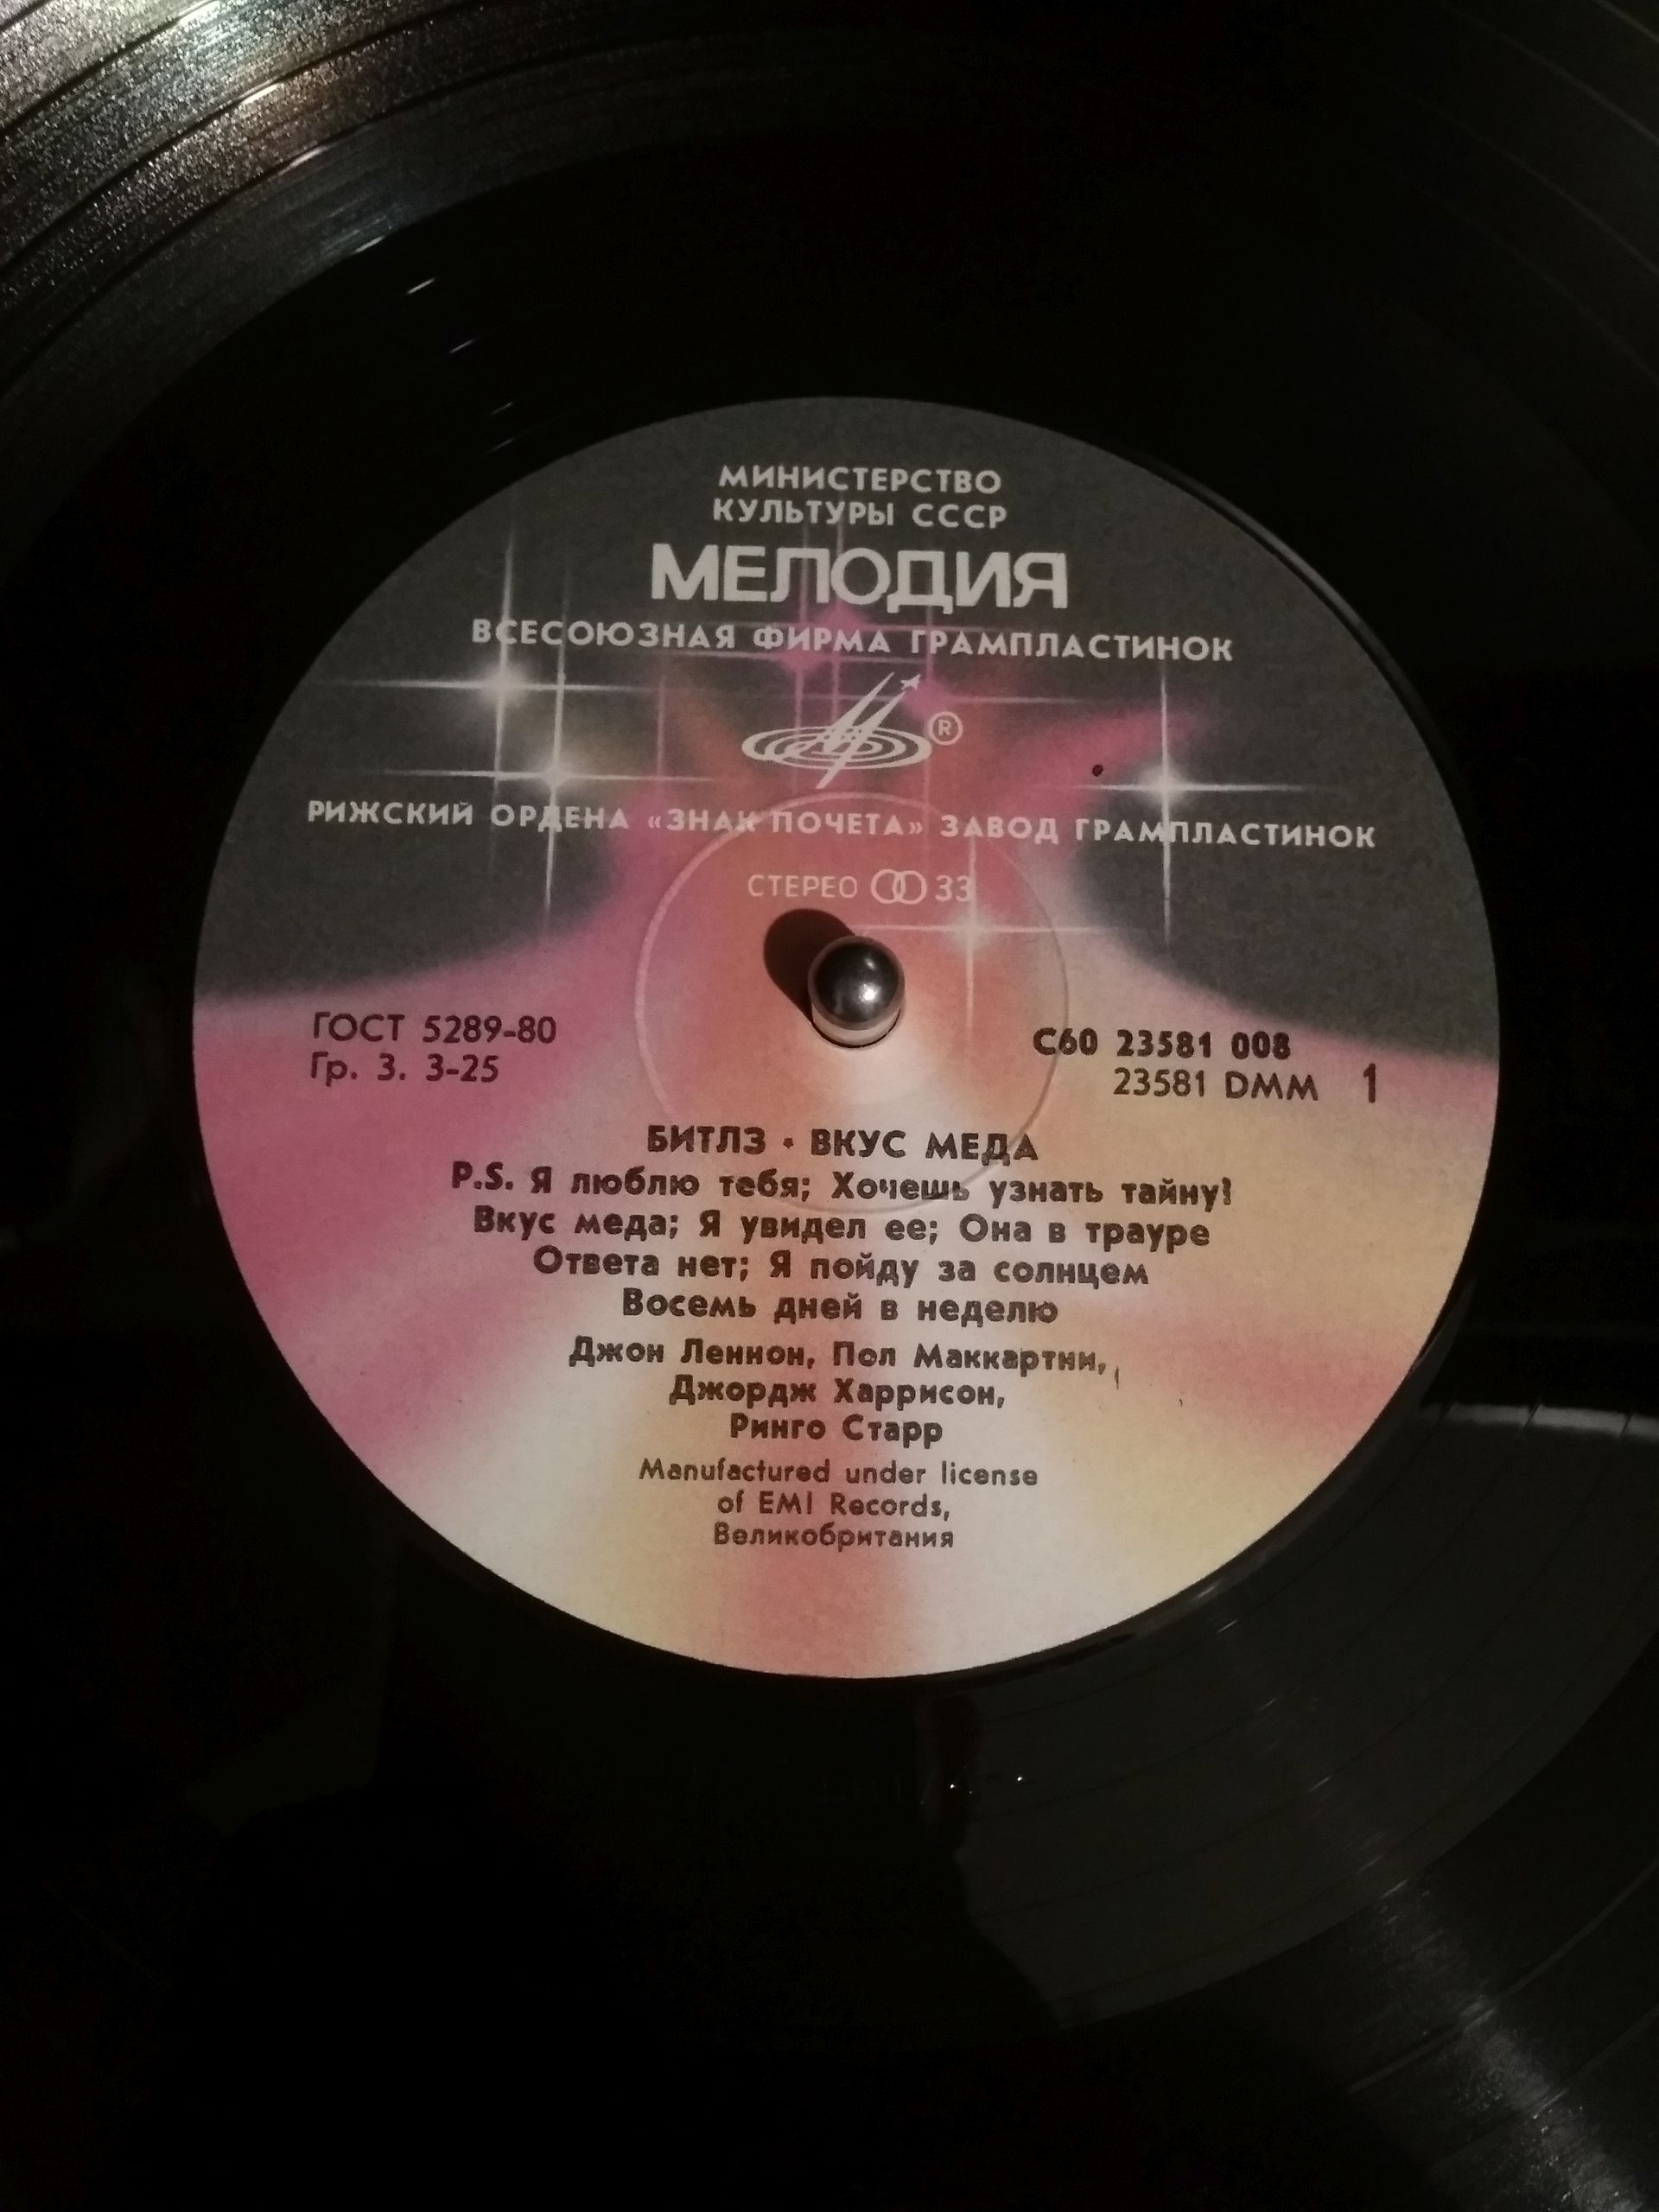 МИНИСТЕРСТВО
КУЛЬТУРЫ СССР
МЕЛОДИЯ
ВСЕСОЮЗНАЯ ФИРМА ГРАМПЛАСТИНОК
®
РИЖСКИЙ ОРДЕНА «ЗНАК ПОЧЕТА» ЗАВОД ГРАМПЛАСТИНОК
СТЕРЕО 33
ГОСТ 5289-80
Гр. 3. 3-25
С60 23581 008
23581 DMM 1
БИТЛЗ · ВКУС МЕДА
P.S. Я люблю тебя; Хочешь узнать тайну?
Вкус меда; Я увидел ее; Она в трауре
Ответа нет; Я пойду за солнцем
Восемь дней в неделю
Джон Леннон, Пол Маккартни,
Джордж Харрисон,
Ринго Старр
Manufactured under license
of EMI Records,
Великобритания